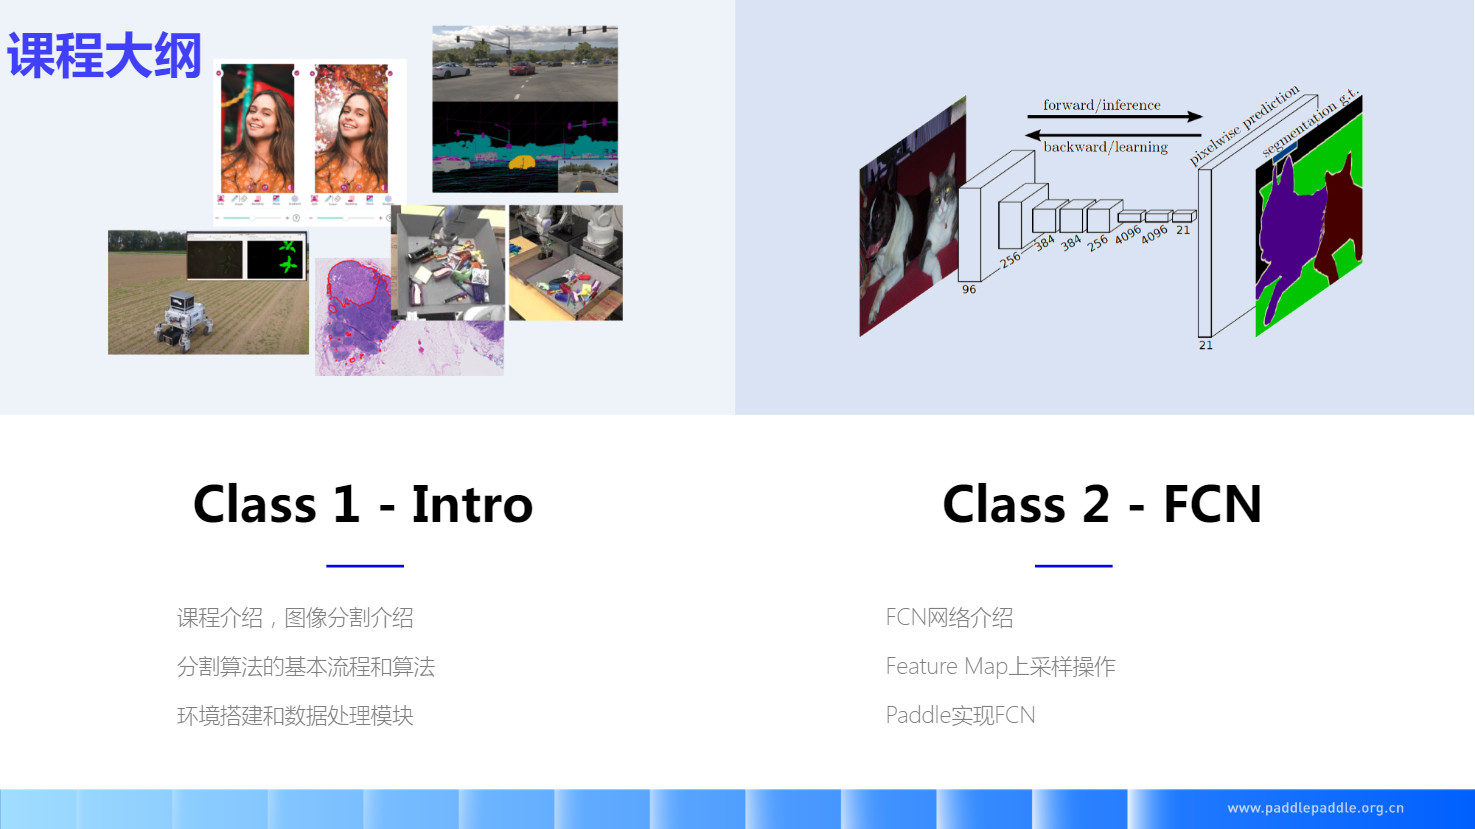 课程大纲
forward/inference
backward/learning
pixelwise prediction
segmentation g.t.
96
256
384
384
256
4096
4096
21
21
Class 1 - Intro
课程介绍，图像分割介绍
分割算法的基本流程和算法
环境搭建和数据处理模块
Class 2 - FCN
FCN网络介绍
Feature Map上采样操作
Paddle实现FCN
www.paddlepaddle.org.cn